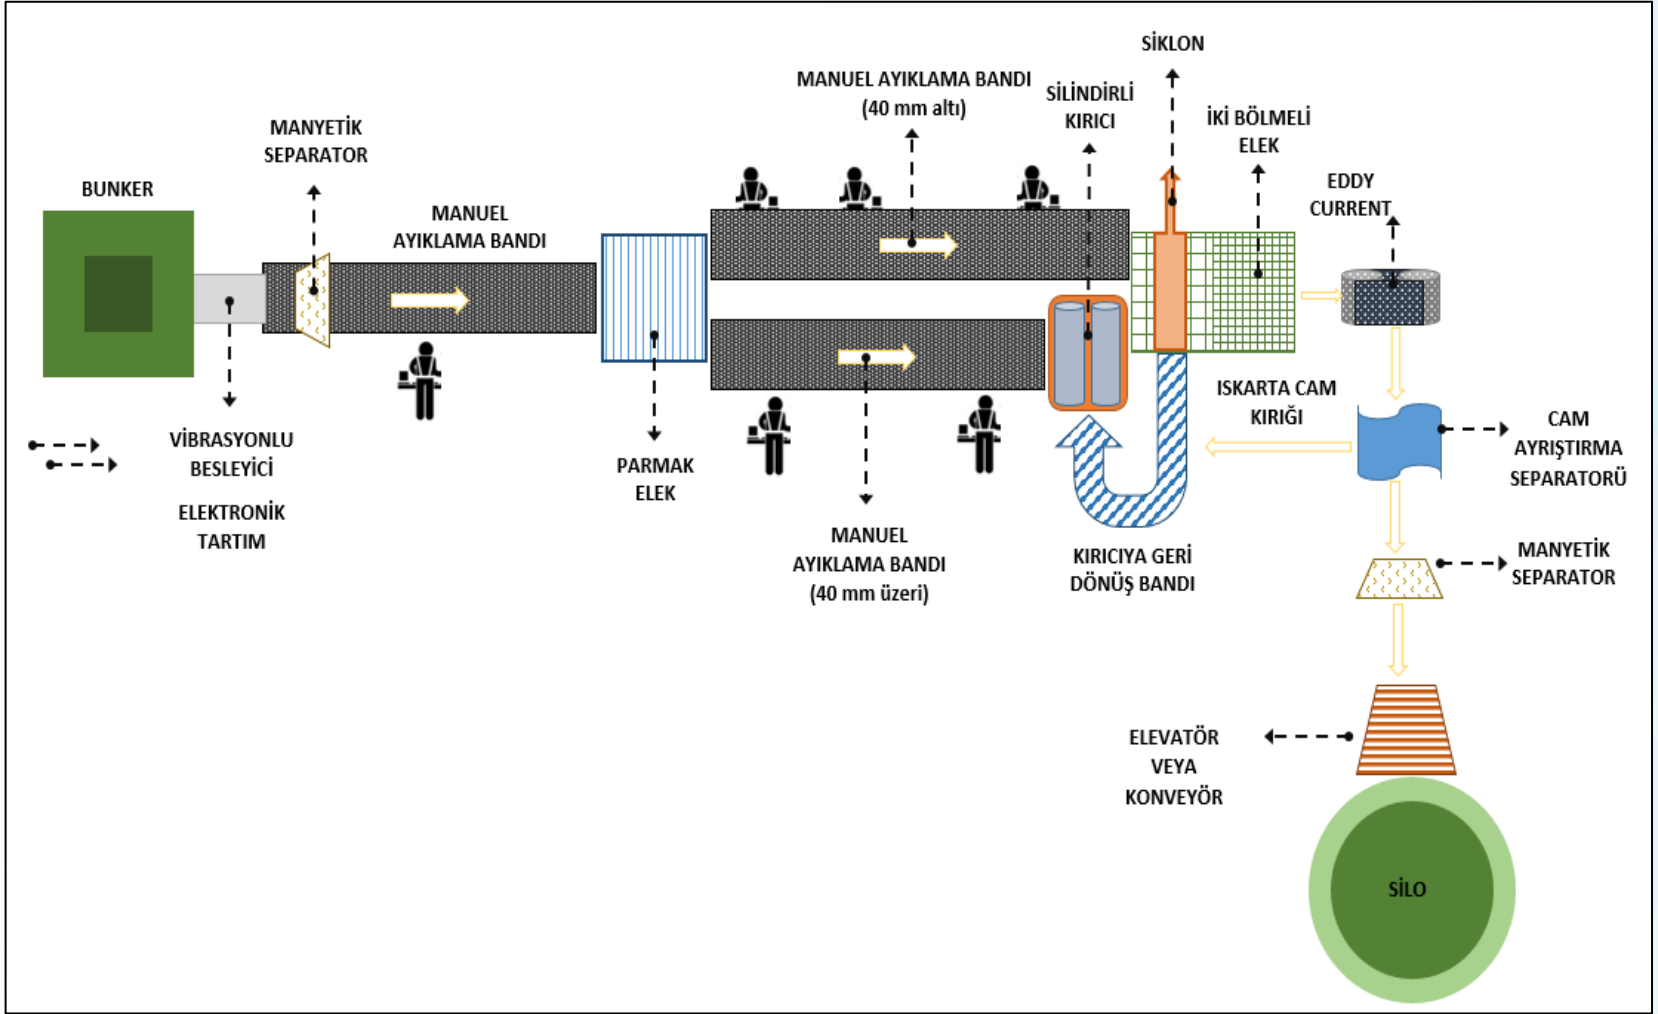 SİKLON
MANUEL AYIKLAMA BANDI
(40 mm altı)
SİLİNDİRLİ
KIRICI
İKİ BÖLMELİ
ELEK
MANYETİK
SEPARATOR
EDDY
CURRENT
BUNKER
MANUEL
AYIKLAMA BANDI
ISKARTA CAM
KIRIĞI
CAM
AYRIŞTIRMA
SEPARATORÜ
VİBRASYONLU
BESLEYİCİ
ELEKTRONİK
TARTIM
PARMAK
ELEK
MANUEL
AYIKLAMA BANDI
(40 mm üzeri)
KIRICIYA GERİ
DÖNÜŞ BANDI
MANYETİK
SEPARATOR
ELEVATÖR
VEYA
KONVEYÖR
SİLO